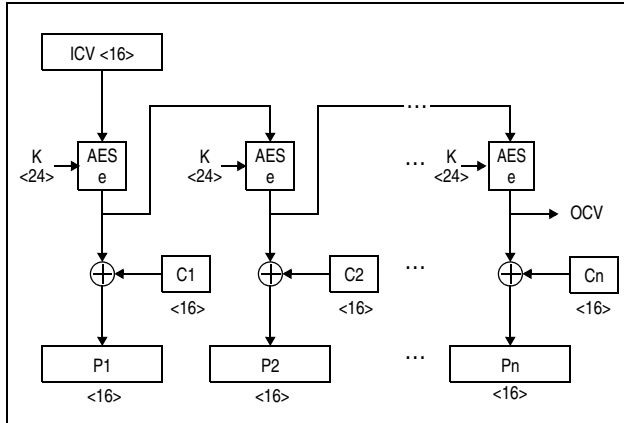 ICV <16>
...
K
<24>
AES
e
K
<24>
AES
e
...
K
<24>
AES
e
OCV
C1
<16>
C2
<16>
...
Cn
<16>
P1
<16>
P2
<16>
...
Pn
<16>